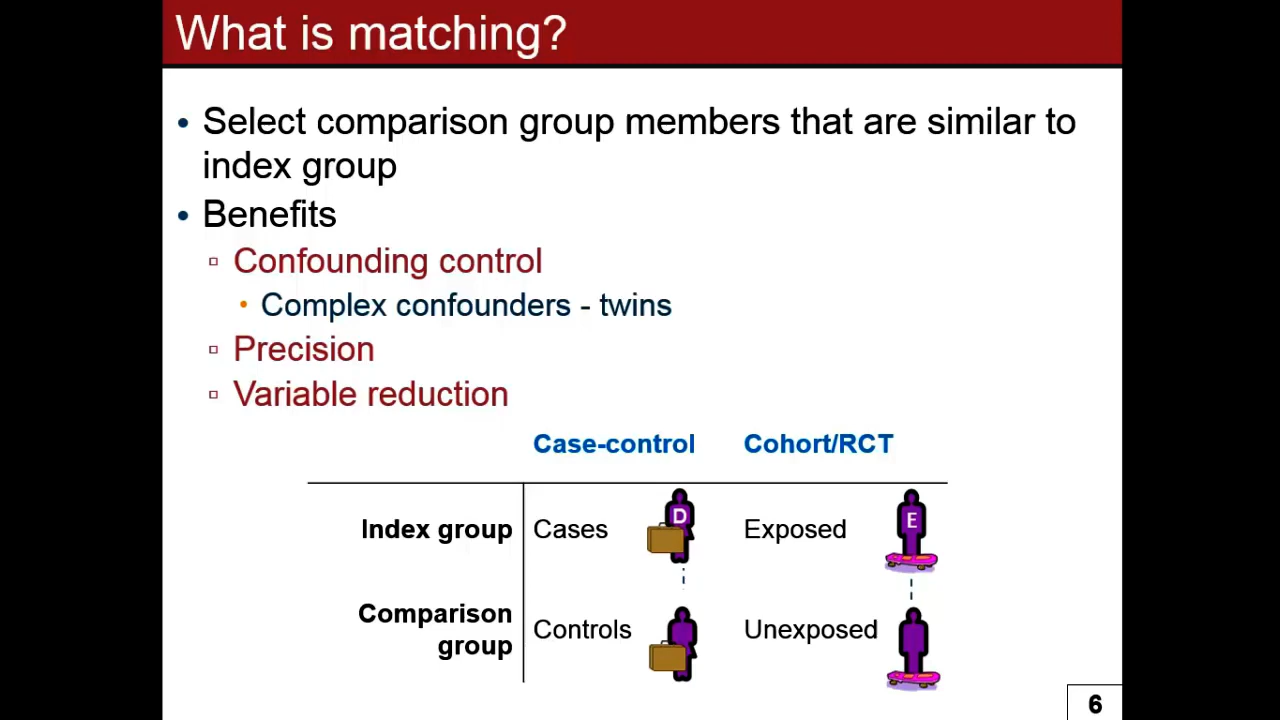 What is matching?
• Select comparison group members that are similar to
index group
• Benefits
▫ Confounding control
• Complex confounders - twins
▫ Precision
▫ Variable reduction
Case-control Cohort/RCT
Index group Cases D Exposed E
Comparison
group Controls Unexposed
6